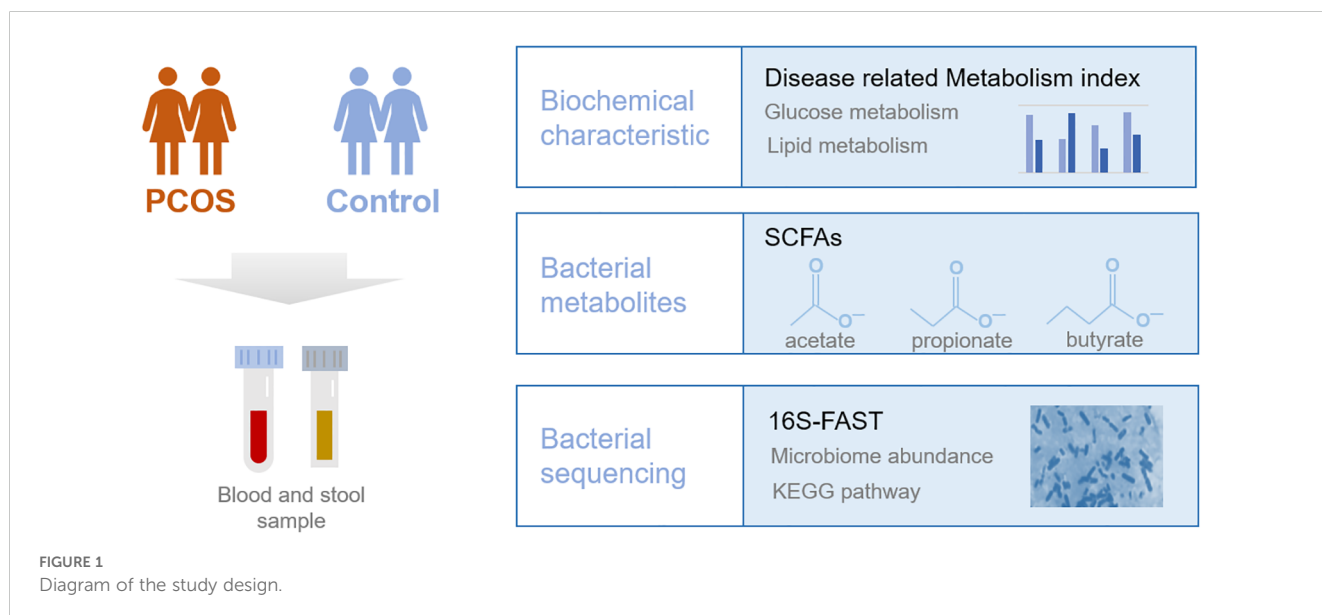 PCOS
Control
Blood and stool
sample
Biochemical
characteristic
Disease related Metabolism index
Glucose metabolism
Lipid metabolism
Bacterial
metabolites
SCFAs
O
O
O
O
O
O
acetate
propionate
butyrate
Bacterial
sequencing
16S-FAST
Microbiome abundance
KEGG pathway
FIGURE 1
Diagram of the study design.